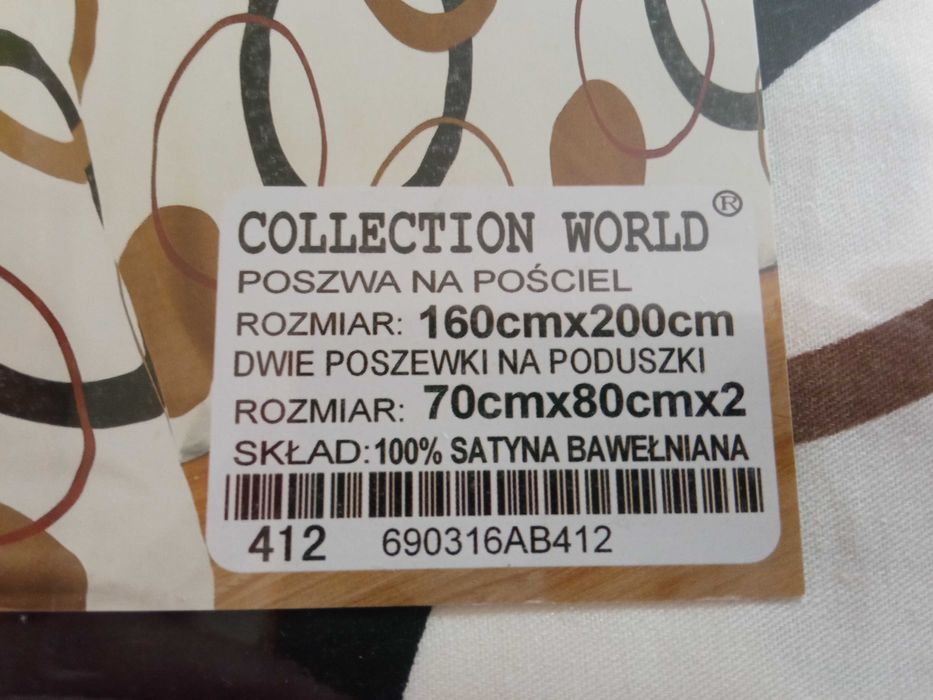 COLLECTION WORLD®
POSZWA NA POŚCIEL
ROZMIAR: 160cmx200cm
DWIE POSZEWKI NA PODUSZKI
ROZMIAR: 70cmx80cmx2
SKŁAD:100% SATYNA BAWEŁNIANA
412 690316AB412